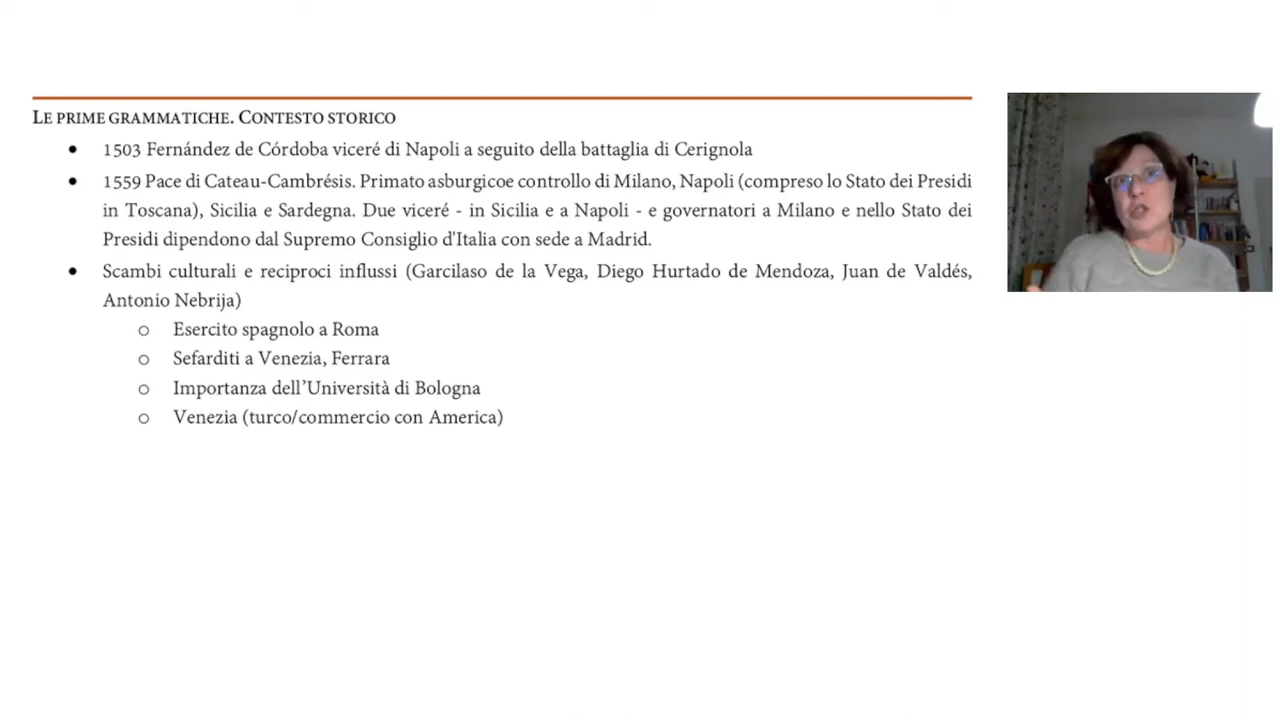 LE PRIME GRAMMATICHE. CONTESTO STORICO
• 1503 Fernández de Córdoba viceré di Napoli a seguito della battaglia di Cerignola
• 1559 Pace di Cateau-Cambrésis. Primato asburgicoe controllo di Milano, Napoli (compreso lo Stato dei Presidi
in Toscana), Sicilia e Sardegna. Due viceré - in Sicilia e a Napoli - e governatori a Milano e nello Stato dei
Presidi dipendono dal Supremo Consiglio d'Italia con sede a Madrid.
• Scambi culturali e reciproci influssi (Garcilaso de la Vega, Diego Hurtado de Mendoza, Juan de Valdés,
Antonio Nebrija)
o Esercito spagnolo a Roma
o Sefarditi a Venezia, Ferrara
o Importanza dell’Università di Bologna
o Venezia (turco/commercio con America)